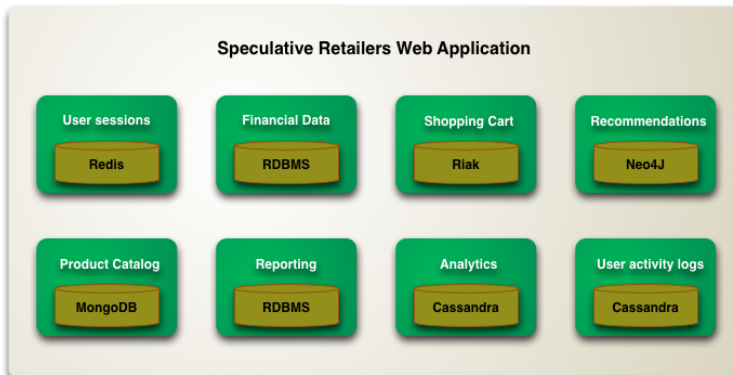 Speculative Retailers Web Application
User sessions
Redis
Financial Data
RDBMS
Shopping Cart
Riak
Recommendations
Neo4J
Product Catalog
MongoDB
Reporting
RDBMS
Analytics
Cassandra
User activity logs
Cassandra